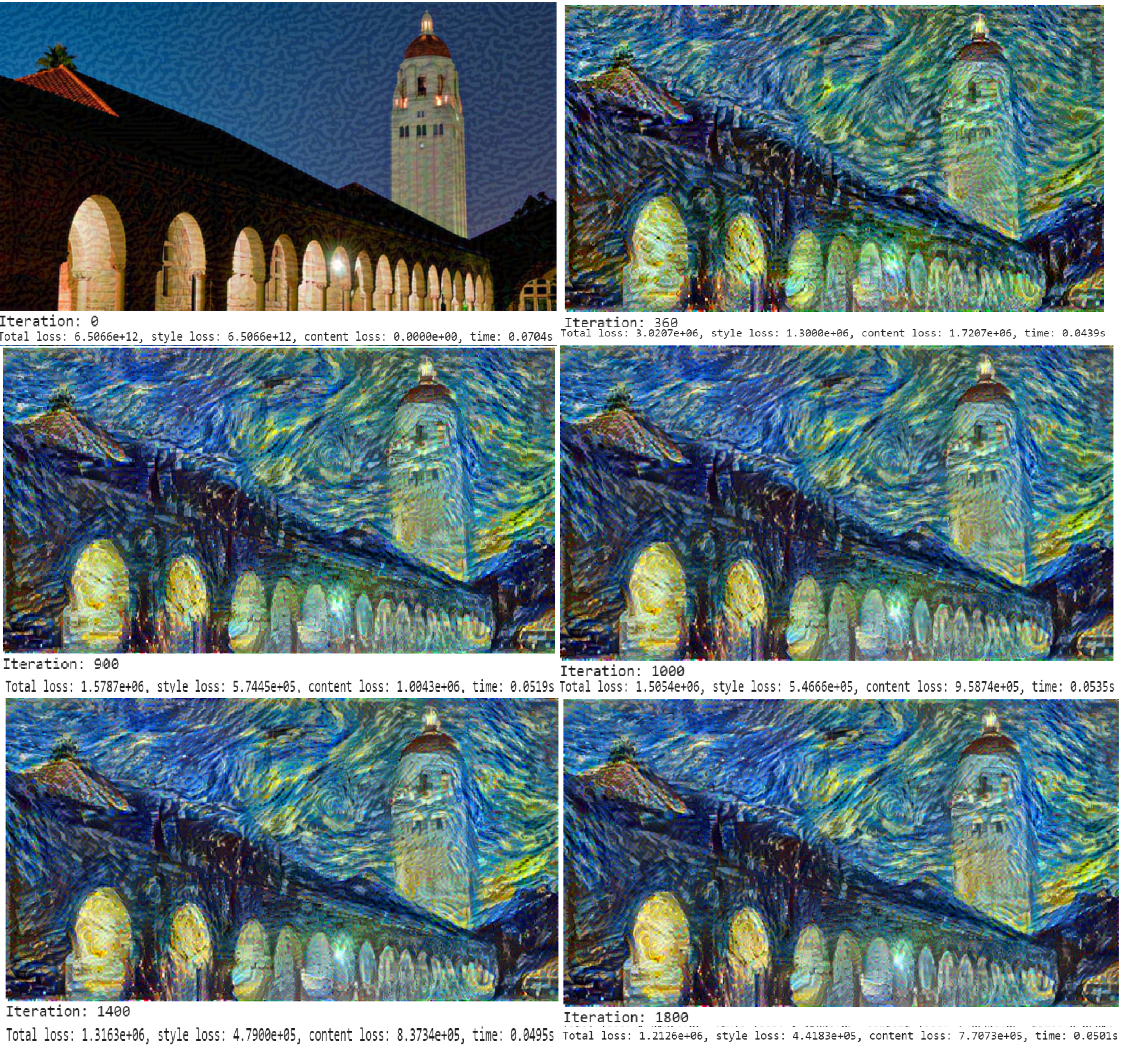 Iteration: 0
Total loss: 6.5066e+12, style loss: 6.5066e+12, content loss: 0.0000e+00, time: 0.0704s
Iteration: 360
Total loss: 3.0207e+06, style loss: 1.3000e+06, content loss: 1.7207e+06, time: 0.0439s
Iteration: 900
Total loss: 1.5787e+06, style loss: 5.7445e+05, content loss: 1.0043e+06, time: 0.0519s
Iteration: 1000
Total loss: 1.5054e+06, style loss: 5.4666e+05, content loss: 9.5874e+05, time: 0.0535s
Iteration: 1400
Total loss: 1.3163e+06, style loss: 4.7900e+05, content loss: 8.3734e+05, time: 0.0495s
Iteration: 1800
Total loss: 1.2126e+06, style loss: 4.4183e+05, content loss: 7.7073e+05, time: 0.0501s